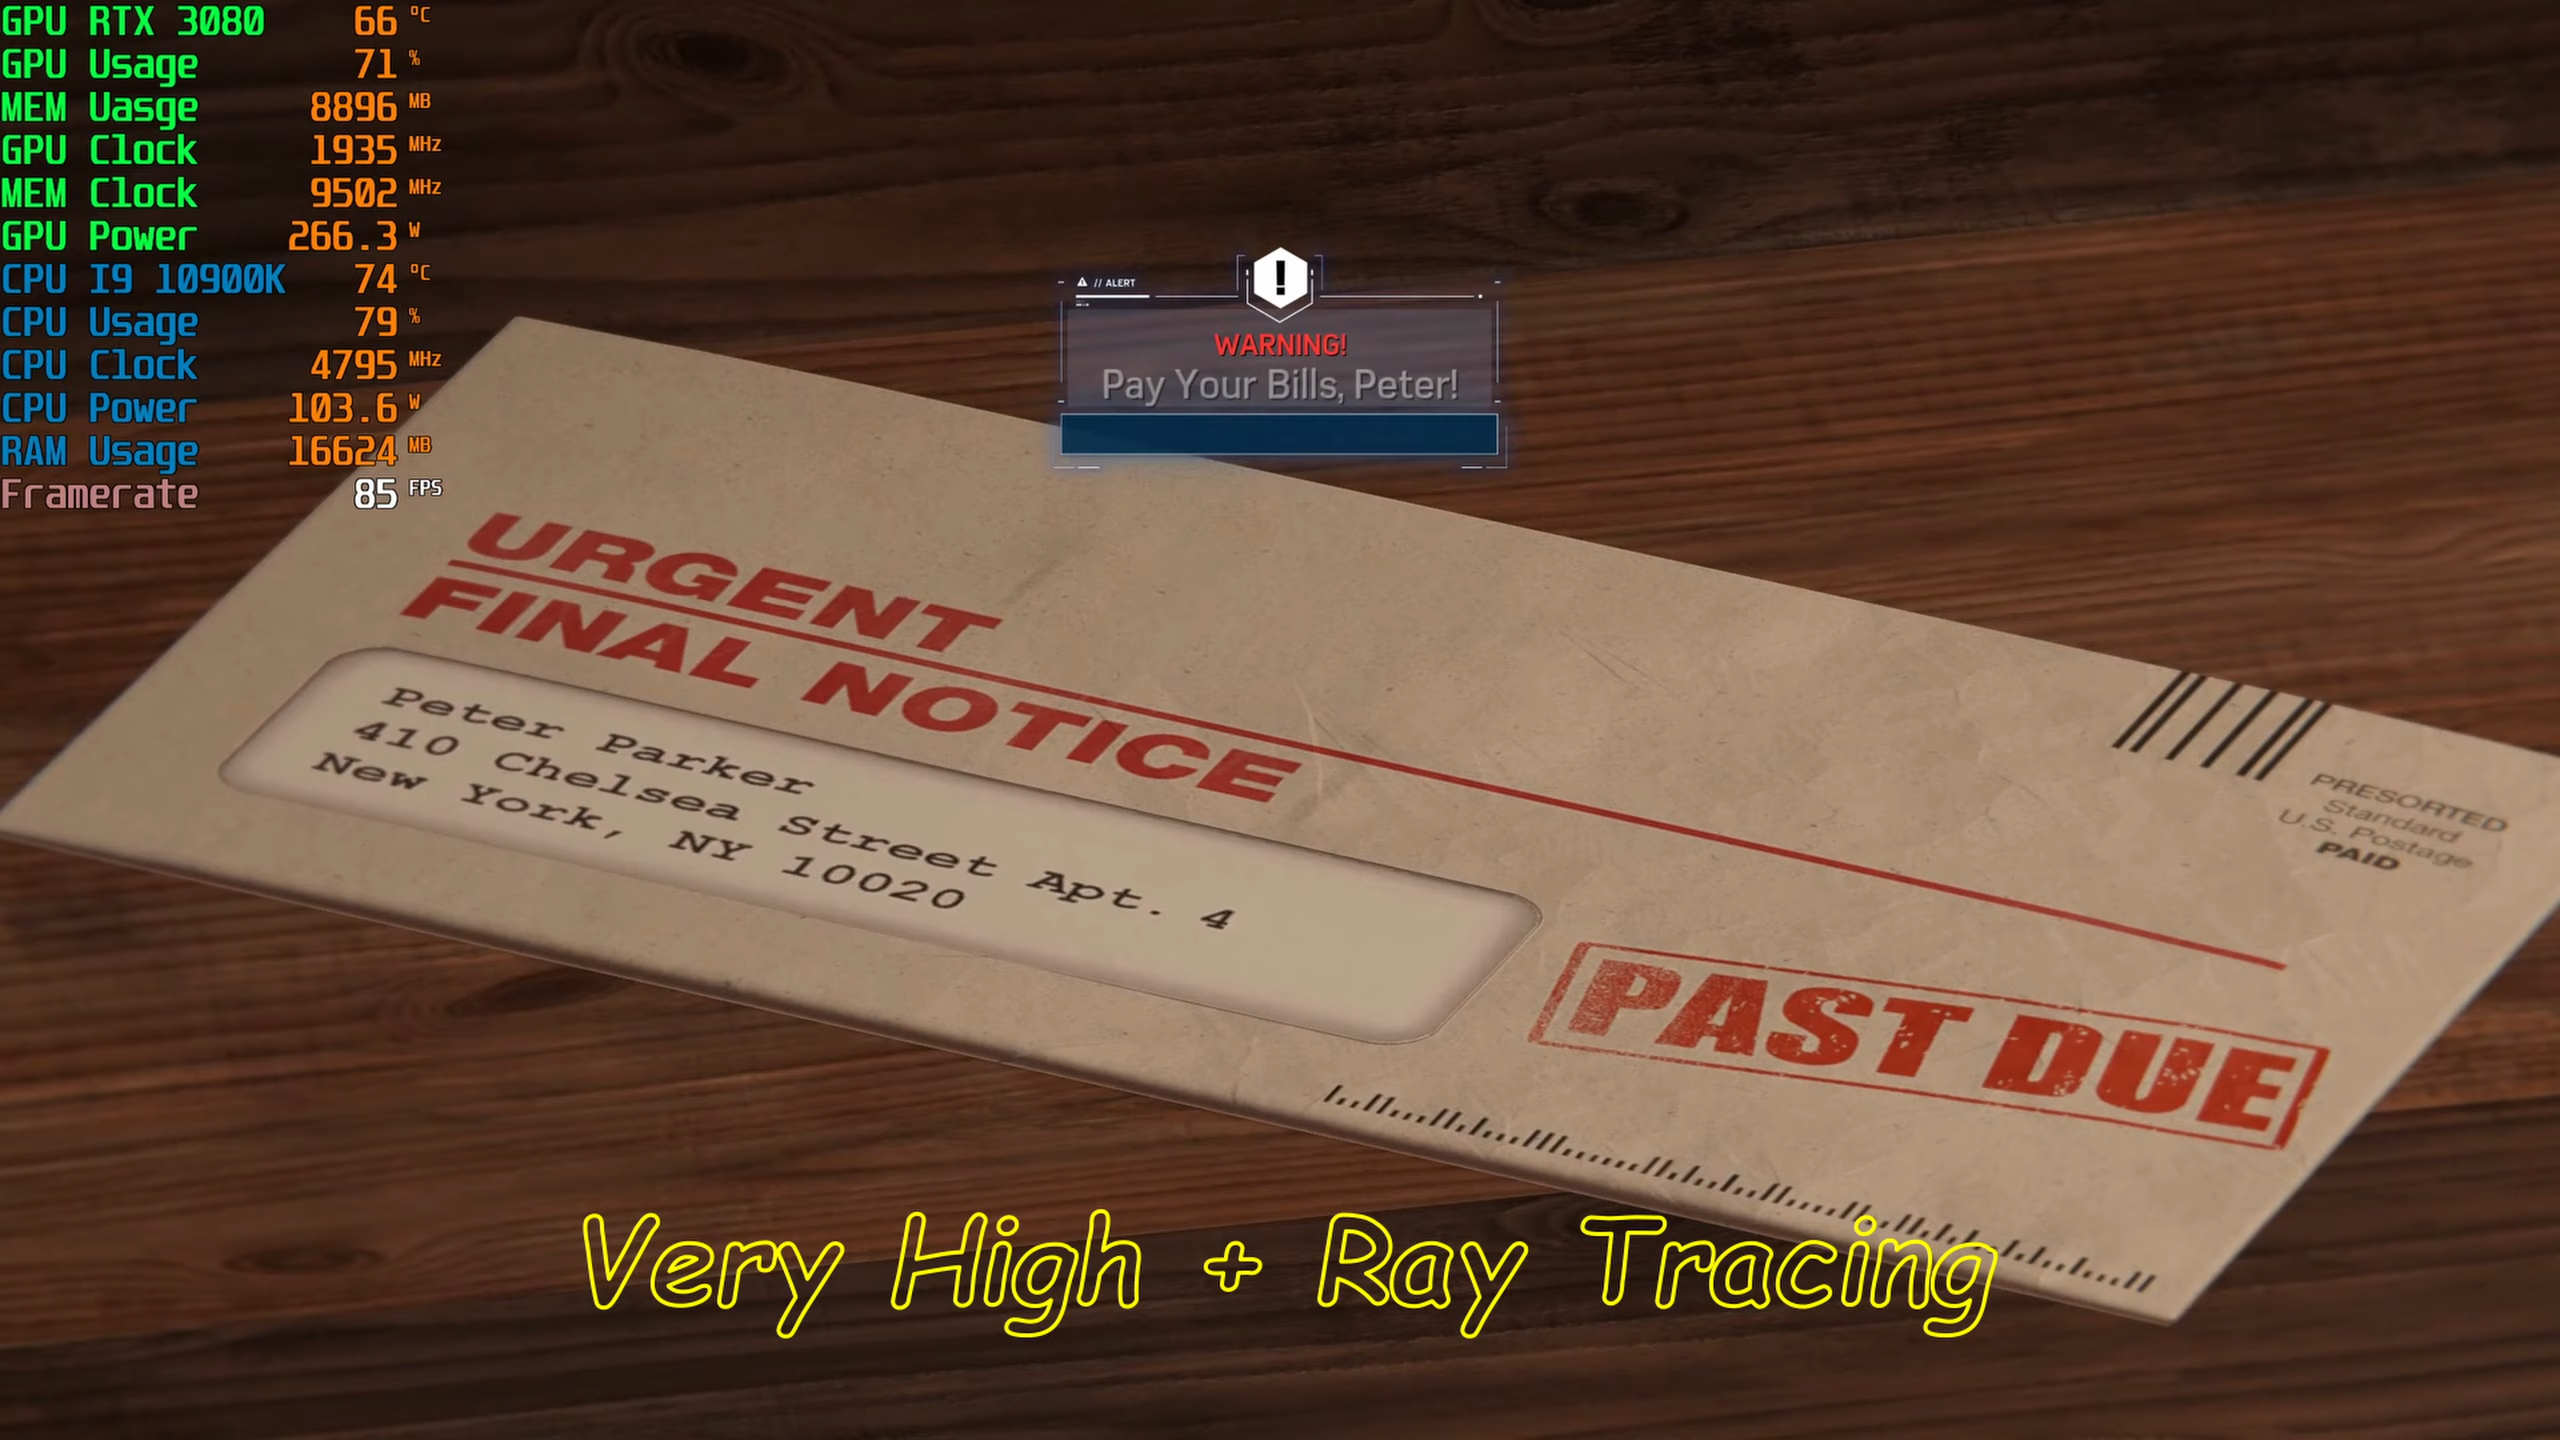 GPU RTX 3080 66 °C
GPU Usage 71 %
MEM Uasge 8896 MB
GPU Clock 1935 MHz
MEM Clock 9502 MHz
GPU Power 266.3 W
CPU I9 10900K 74 °C
CPU Usage 79 %
CPU Clock 4795 MHz
CPU Power 103.6 W
RAM Usage 16624 MB
Framerate 85 FPS
// ALERT
!
WARNING!
Pay Your Bills, Peter!
URGENT
FINAL NOTICE
Peter Parker
410 Chelsea Street Apt. 4
New York, NY 10020
PRESORTED
Standard
U.S. Postage
PAID
PAST DUE
Very High + Ray Tracing